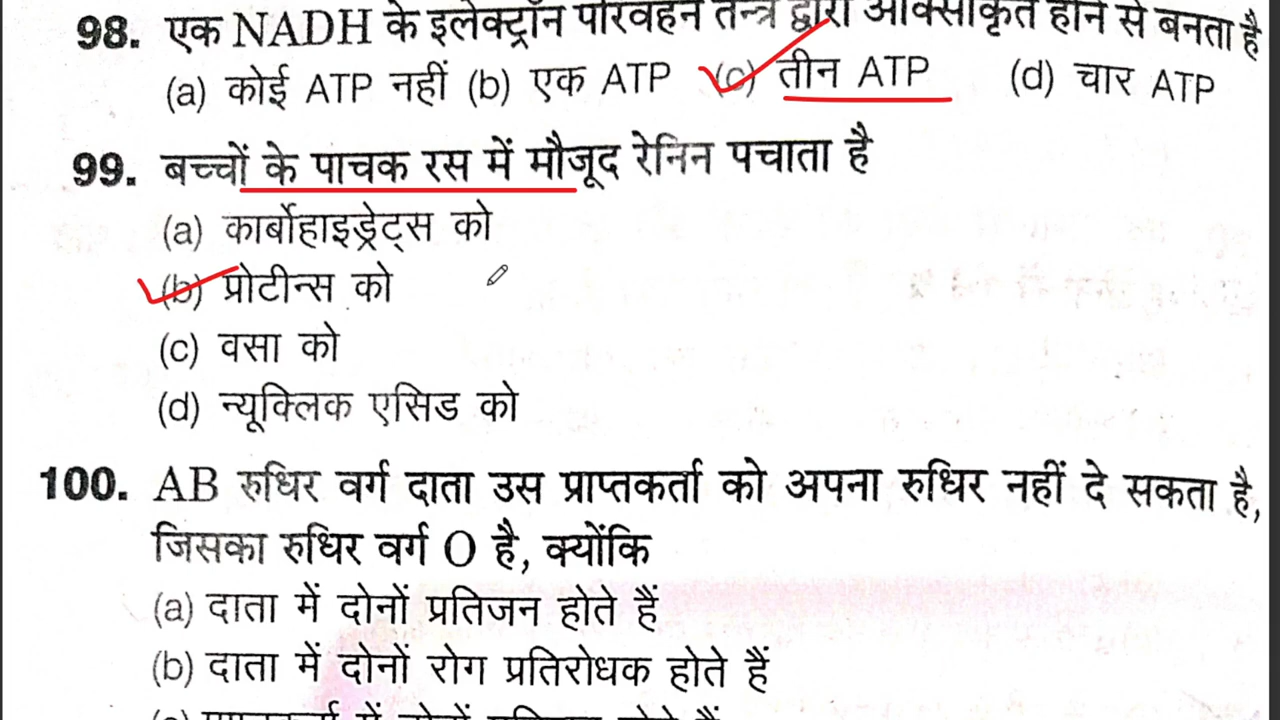 98. एक NADH के इलेक्ट्रॉन परिवहन तन्त्र द्वारा ऑक्सीकृत होने से बनता है
(a) कोई ATP नहीं (b) एक ATP (c) तीन ATP (d) चार ATP
99. बच्चों के पाचक रस में मौजूद रेनिन पचाता है
(a) कार्बोहाइड्रेट्स को
(b) प्रोटीन्स को
(c) वसा को
(d) न्यूक्लिक एसिड को
100. AB रुधिर वर्ग दाता उस प्राप्तकर्ता को अपना रुधिर नहीं दे सकता है,
जिसका रुधिर वर्ग O है, क्योंकि
(a) दाता में दोनों प्रतिजन होते हैं
(b) दाता में दोनों रोग प्रतिरोधक होते हैं